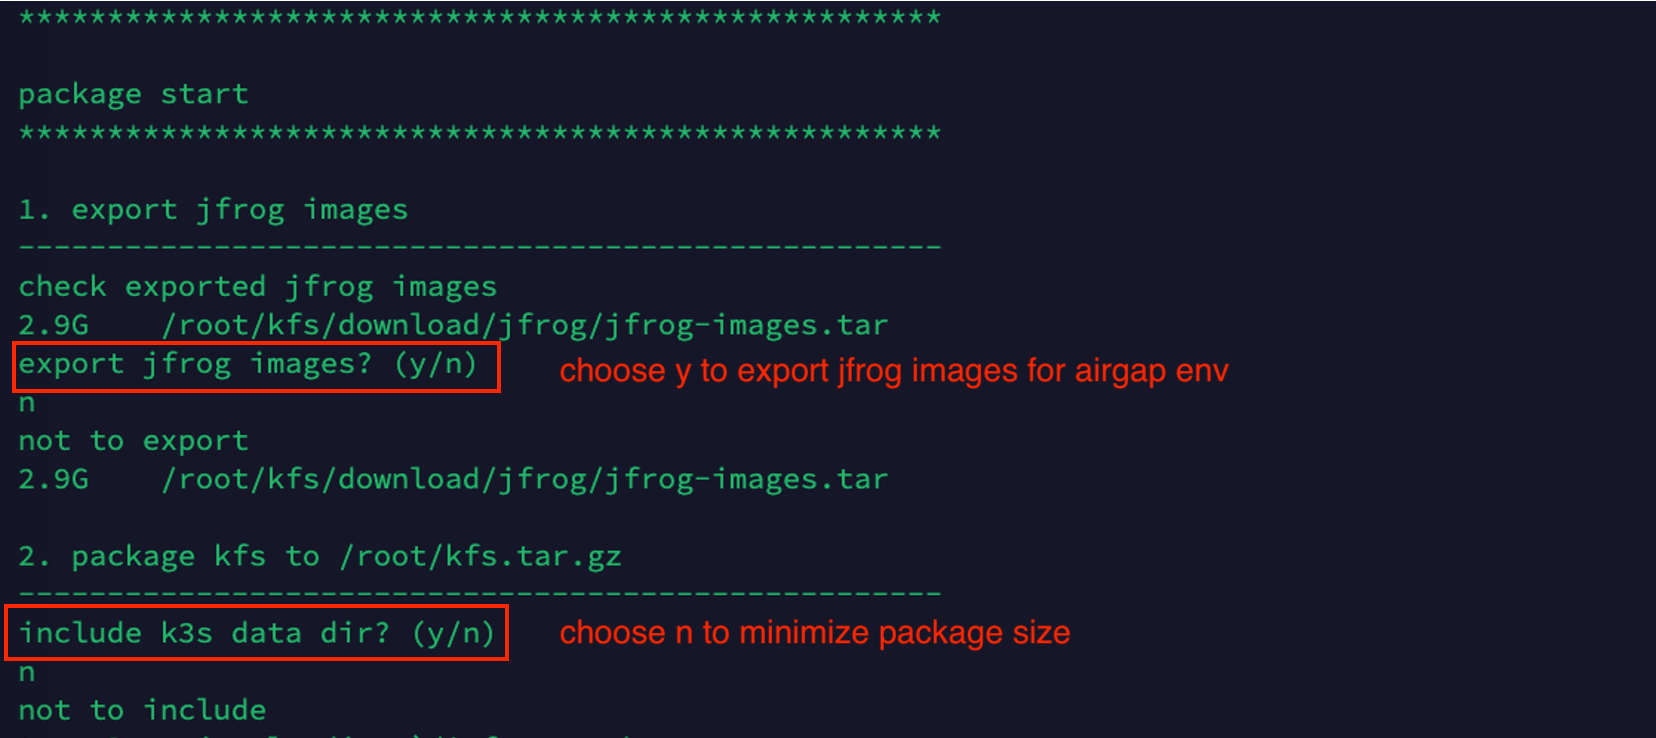 ****************************************************
package start
****************************************************
1. export jfrog images
----------------------------------------------------
check exported jfrog images
2.9G    /root/kfs/download/jfrog/jfrog-images.tar
export jfrog images? (y/n)
choose y to export jfrog images for airgap env
n
not to export
2.9G    /root/kfs/download/jfrog/jfrog-images.tar
2. package kfs to /root/kfs.tar.gz
----------------------------------------------------
include k3s data dir? (y/n)
choose n to minimize package size
n
not to include